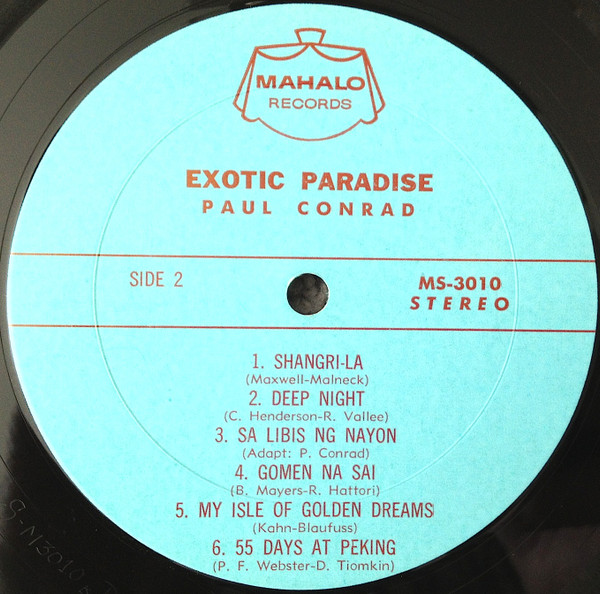 MAHALO
RECORDS
EXOTIC PARADISE
PAUL CONRAD
SIDE 2
MS-3010
STEREO
1. SHANGRI-LA
(Maxwell-Malneck)
2. DEEP NIGHT
(C. Henderson-R. Vallee)
3. SA LIBIS NG NAYON
(Adapt: P. Conrad)
4. GOMEN NA SAI
(B. Mayers-R. Hattori)
5. MY ISLE OF GOLDEN DREAMS
(Kahn-Blaufuss)
6. 55 DAYS AT PEKING
(P. F. Webster-D. Tiomkin)